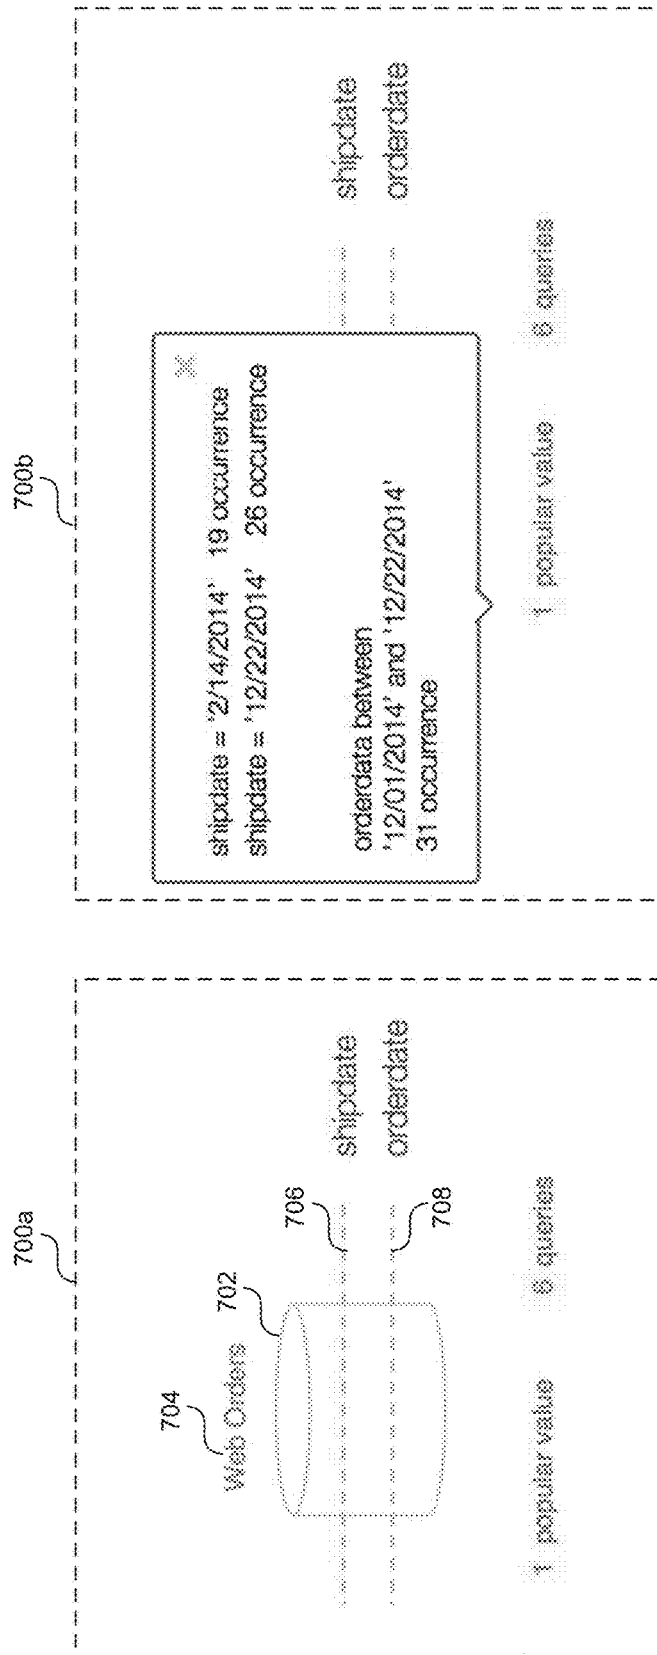 700a
704
Web Orders
702
706
shipdate
orderdate
708
1 popular value
6 queries
700b
X
shipdate = '2/14/2014' 19 occurrence
shipdate = '12/22/2014' 26 occurrence
orderdata between
'12/01/2014' and '12/22/2014'
31 occurrence
shipdate
orderdate
1 popular value
6 queries